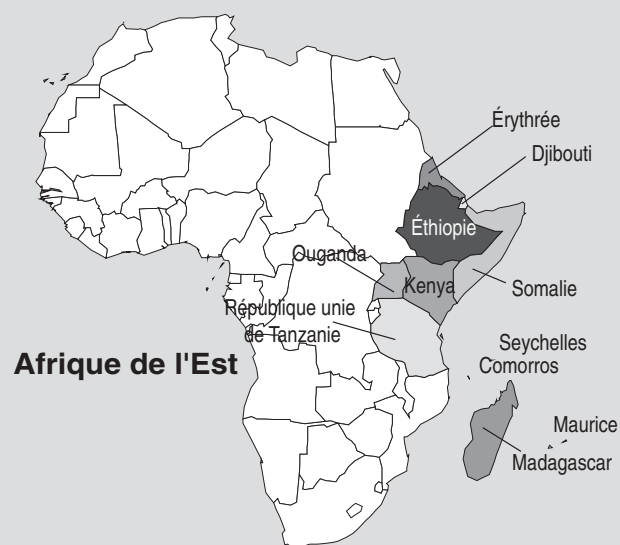 Érythrée
Djibouti
Éthiopie
Ouganda
Kenya
Somalie
République unie
de Tanzanie
Seychelles
Afrique de l'Est
Comorros
Maurice
Madagascar